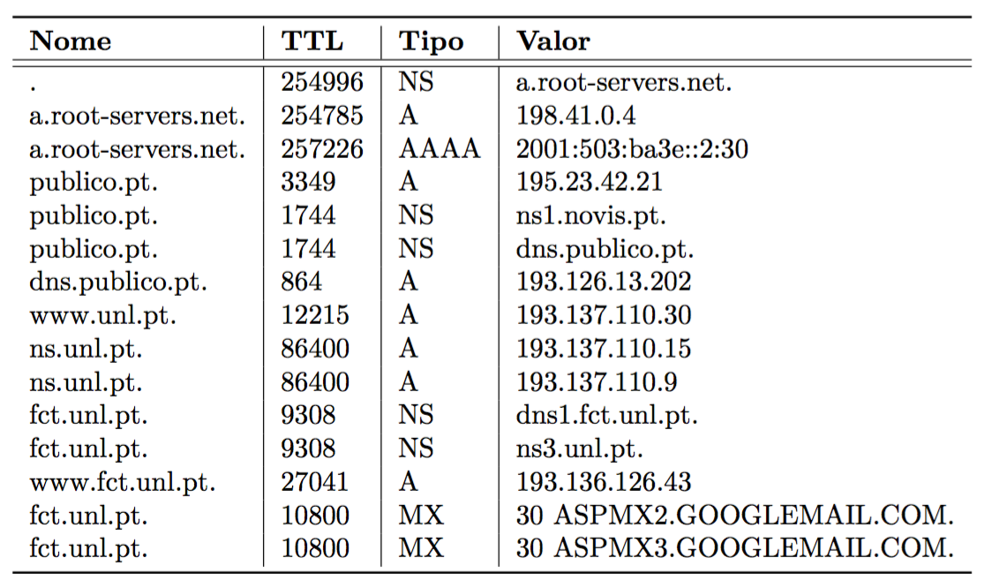 Nome TTL Tipo Valor
. 254996 NS a.root-servers.net.
a.root-servers.net. 254785 A 198.41.0.4
a.root-servers.net. 257226 AAAA 2001:503:ba3e::2:30
publico.pt. 3349 A 195.23.42.21
publico.pt. 1744 NS ns1.novis.pt.
publico.pt. 1744 NS dns.publico.pt.
dns.publico.pt. 864 A 193.126.13.202
www.unl.pt. 12215 A 193.137.110.30
ns.unl.pt. 86400 A 193.137.110.15
ns.unl.pt. 86400 A 193.137.110.9
fct.unl.pt. 9308 NS dns1.fct.unl.pt.
fct.unl.pt. 9308 NS ns3.unl.pt.
www.fct.unl.pt. 27041 A 193.136.126.43
fct.unl.pt. 10800 MX 30 ASPMX2.GOOGLEMAIL.COM.
fct.unl.pt. 10800 MX 30 ASPMX3.GOOGLEMAIL.COM.